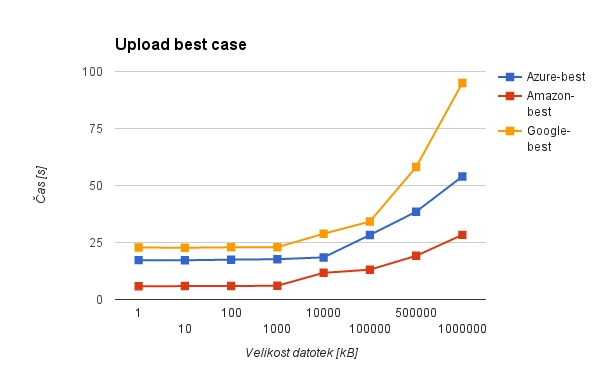 Upload best case
100
75
50
25
0
Čas [s]
1
10
100
1000
10000
100000
500000
1000000
Velikost datotek [kB]
Azure-best
Amazon-
best
Google-
best